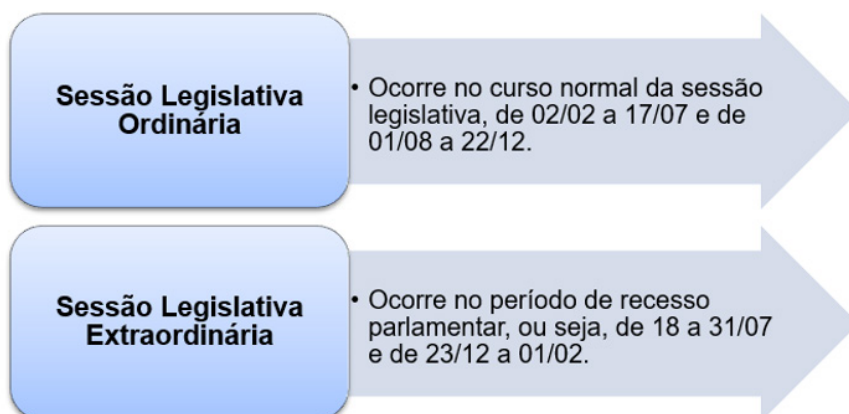 Sessão Legislativa
Ordinária
• Ocorre no curso normal da sessão
legislativa, de 02/02 a 17/07 e de
01/08 a 22/12.
Sessão Legislativa
Extraordinária
• Ocorre no período de recesso
parlamentar, ou seja, de 18 a 31/07
e de 23/12 a 01/02.